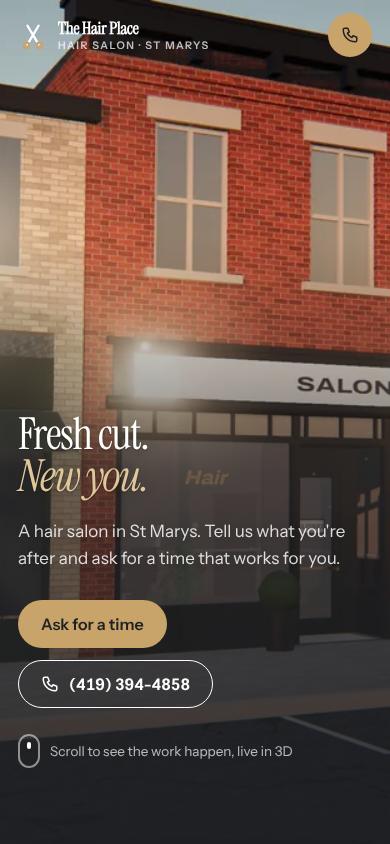 The Hair Place
HAIR SALON · ST MARYS
SALON
Hair
Fresh cut.
New you.
A hair salon in St Marys. Tell us what you're
after and ask for a time that works for you.
Ask for a time
(419) 394-4858
Scroll to see the work happen, live in 3D